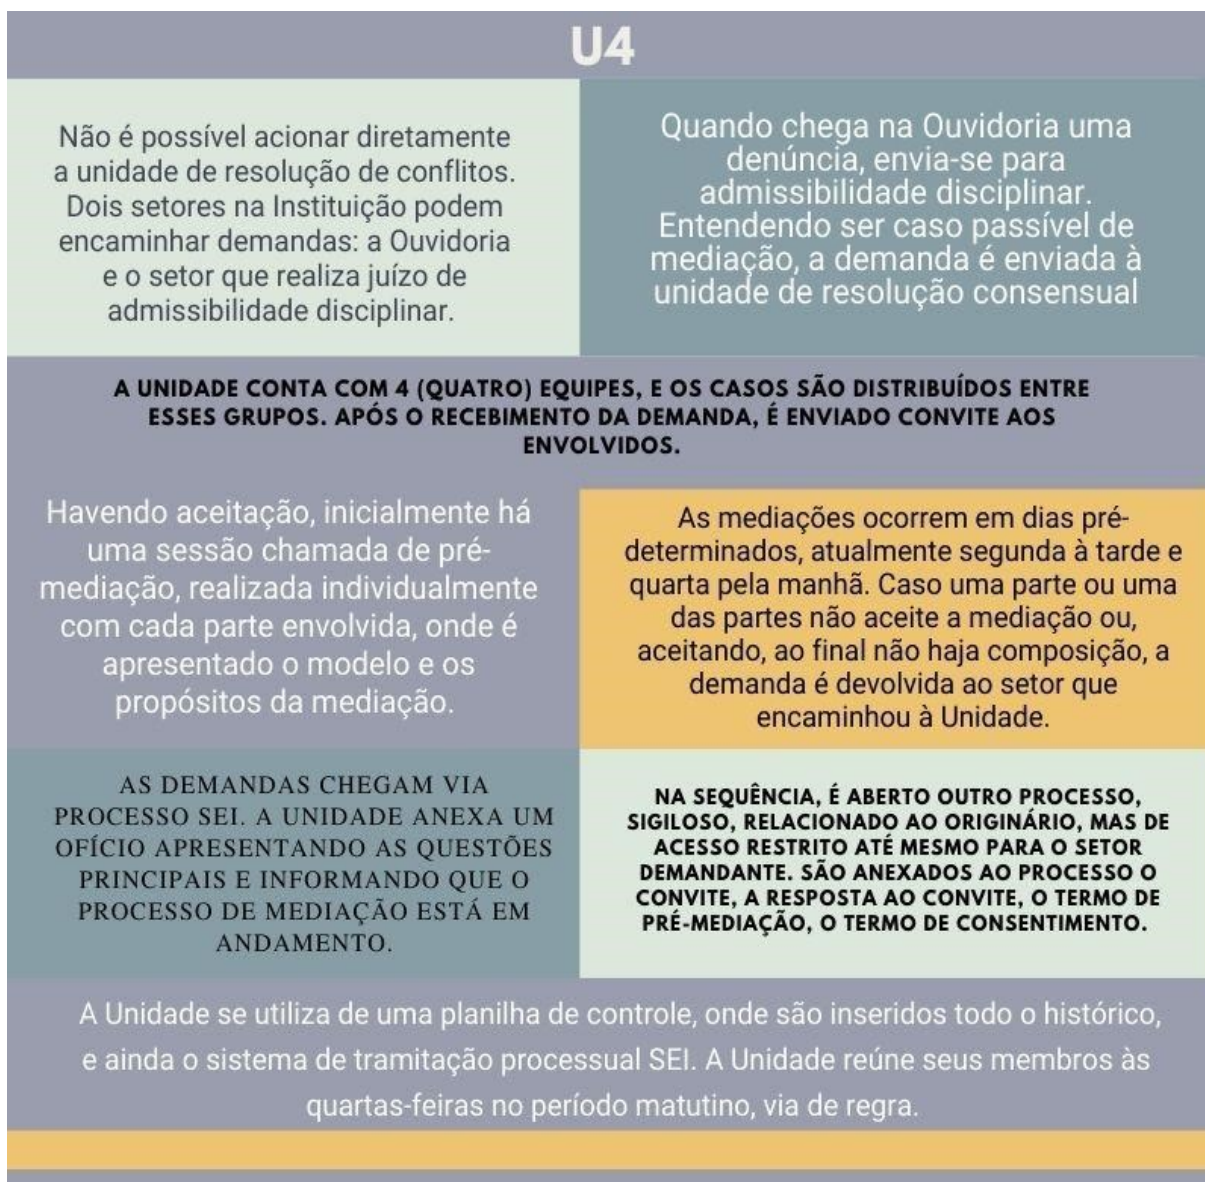 U4
Não é possível acionar diretamente
a unidade de resolução de conflitos.
Dois setores na Instituição podem
encaminhar demandas: a Ouvidoria
e o setor que realiza juízo de
admissibilidade disciplinar.
Quando chega na Ouvidoria uma
denúncia, envia-se para
admissibilidade disciplinar.
Entendendo ser caso passível de
mediação, a demanda é enviada à
unidade de resolução consensual
A UNIDADE CONTA COM 4 (QUATRO) EQUIPES, E OS CASOS SÃO DISTRIBUÍDOS ENTRE
ESSES GRUPOS. APÓS O RECEBIMENTO DA DEMANDA, É ENVIADO CONVITE AOS
ENVOLVIDOS.
Havendo aceitação, inicialmente há
uma sessão chamada de pré-
mediação, realizada individualmente
com cada parte envolvida, onde é
apresentado o modelo e os
propósitos da mediação.
As mediações ocorrem em dias pré-
determinados, atualmente segunda à tarde e
quarta pela manhã. Caso uma parte ou uma
das partes não aceite a mediação ou,
aceitando, ao final não haja composição, a
demanda é devolvida ao setor que
encaminhou à Unidade.
AS DEMANDAS CHEGAM VIA
PROCESSO SEI. A UNIDADE ANEXA UM
OFÍCIO APRESENTANDO AS QUESTÕES
PRINCIPAIS E INFORMANDO QUE O
PROCESSO DE MEDIAÇÃO ESTÁ EM
ANDAMENTO.
NA SEQUÊNCIA, É ABERTO OUTRO PROCESSO,
SIGILOSO, RELACIONADO AO ORIGINÁRIO, MAS DE
ACESSO RESTRITO ATÉ MESMO PARA O SETOR
DEMANDANTE. SÃO ANEXADOS AO PROCESSO O
CONVITE, A RESPOSTA AO CONVITE, O TERMO DE
PRÉ-MEDIAÇÃO, O TERMO DE CONSENTIMENTO.
A Unidade se utiliza de uma planilha de controle, onde são inseridos todo o histórico,
e ainda o sistema de tramitação processual SEI. A Unidade reúne seus membros às
quartas-feiras no período matutino, via de regra.